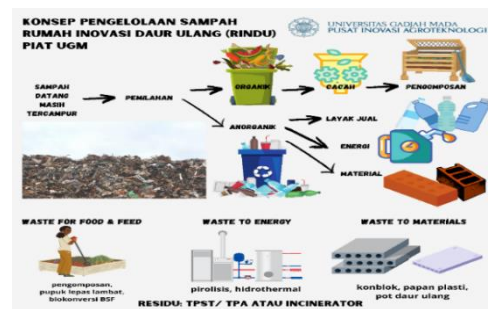 KONSEP PENGELOLAAN SAMPAH
RUMAH INOVASI DAUR ULANG (RINDU)
PIAT UGM
UNIVERSITAS GADJAH MADA
PUSAT INOVASI AGROTEKNOLOGI
SAMPAH
DATANG
MASIH
TERCAMPUR
PEMILAHAN
ORGANIK
CACAH
PENGOMPOSAN
ANORGANIK
LAYAK JUAL
ENERGI
MATERIAL
WASTE FOR FOOD & FEED
WASTE TO ENERGY
WASTE TO MATERIALS
pengomposan,
pupuk lepas lambat,
biokonversi BSF
pirolisis, hidrothermal
konblok, papan plasti,
pot daur ulang
RESIDU: TPST/ TPA ATAU INCINERATOR